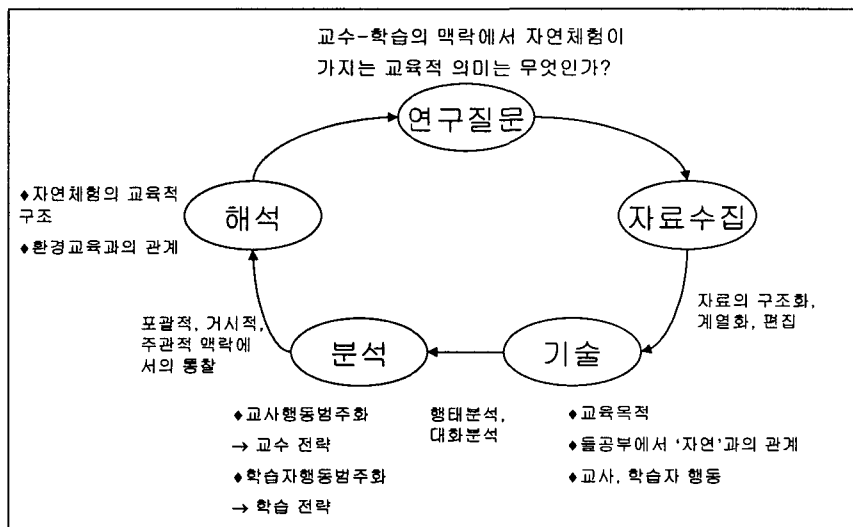 교수-학습의 맥락에서 자연체험이
가지는 교육적 의미는 무엇인가?
연구질문
자료수집
자료의 구조화,
계열화, 편집
기술
♦교육목적
♦들공부에서 '자연'과의 관계
♦교사, 학습자 행동
행태분석,
대화분석
분석
♦교사행동범주화
→ 교수 전략
♦학습자행동범주화
→ 학습 전략
포괄적, 거시적,
주관적 맥락에
서의 통찰
해석
♦자연체험의 교육적
구조
♦환경교육과의 관계